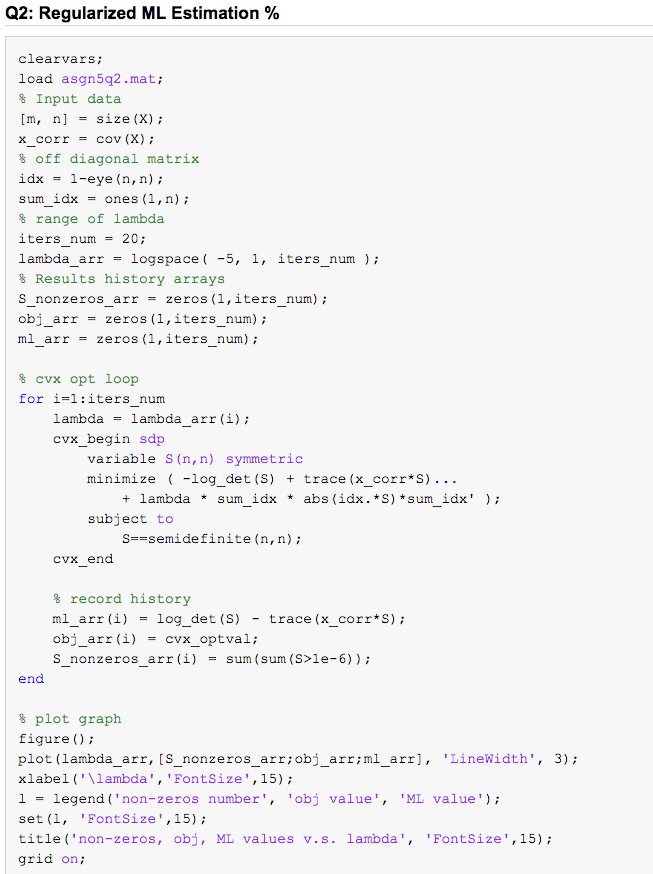 Q2: Regularized ML Estimation %
clearvars;
load asgn5q2.mat;
% Input data
[m, n] = size(X);
x_corr = cov(X);
% off diagonal matrix
idx = 1-eye(n,n);
sum_idx = ones(1,n);
% range of lambda
iters_num = 20;
lambda_arr = logspace( -5, 1, iters_num );
% Results history arrays
S_nonzeros_arr = zeros(1,iters_num);
obj_arr = zeros(1,iters_num);
ml_arr = zeros(1,iters_num);
% cvx opt loop
for i=1:iters_num
    lambda = lambda_arr(i);
    cvx_begin sdp
        variable S(n,n) symmetric
        minimize ( -log_det(S) + trace(x_corr*S)...
            + lambda * sum_idx * abs(idx.*S)*sum_idx' );
        subject to
            S==semidefinite(n,n);
    cvx_end
    % record history
    ml_arr(i) = log_det(S) - trace(x_corr*S);
    obj_arr(i) = cvx_optval;
    S_nonzeros_arr(i) = sum(sum(S>1e-6));
end
% plot graph
figure();
plot(lambda_arr,[S_nonzeros_arr;obj_arr;ml_arr], 'LineWidth', 3);
xlabel('\lambda','FontSize',15);
l = legend('non-zeros number', 'obj value', 'ML value');
set(l, 'FontSize',15);
title('non-zeros, obj, ML values v.s. lambda', 'FontSize',15);
grid on;